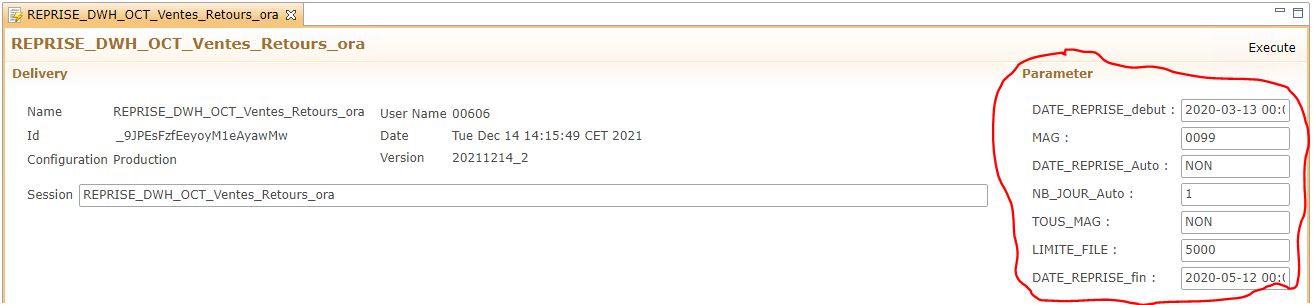 REPRISE_DWH_OCT_Ventes_Retours_ora
REPRISE_DWH_OCT_Ventes_Retours_ora
Execute
Delivery
Name REPRISE_DWH_OCT_Ventes_Retours_ora User Name 00606
Id _9JPEsFzfEeyoyM1eAyawMw Date Tue Dec 14 14:15:49 CET 2021
Configuration Production Version 20211214_2
Session REPRISE_DWH_OCT_Ventes_Retours_ora
Parameter
DATE_REPRISE_debut : 2020-03-13 00:0
MAG : 0099
DATE_REPRISE_Auto : NON
NB_JOUR_Auto : 1
TOUS_MAG : NON
LIMITE_FILE : 5000
DATE_REPRISE_fin : 2020-05-12 00:0